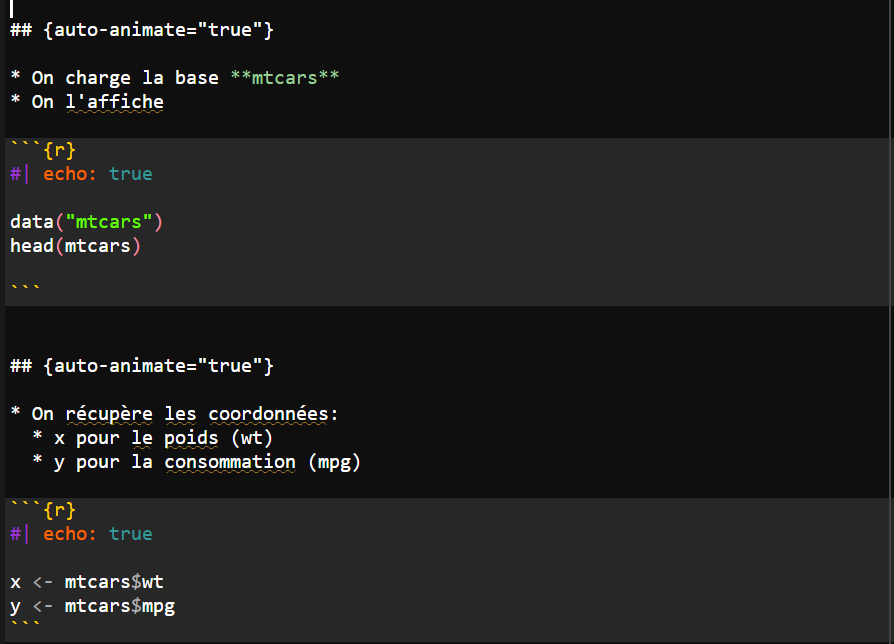 ## {auto-animate="true"}
* On charge la base **mtcars**
* On l'affiche
```{r}
#| echo: true
data("mtcars")
head(mtcars)
```
## {auto-animate="true"}
* On récupère les coordonnées:
  * x pour le poids (wt)
  * y pour la consommation (mpg)
```{r}
#| echo: true
x <- mtcars$wt
y <- mtcars$mpg
```